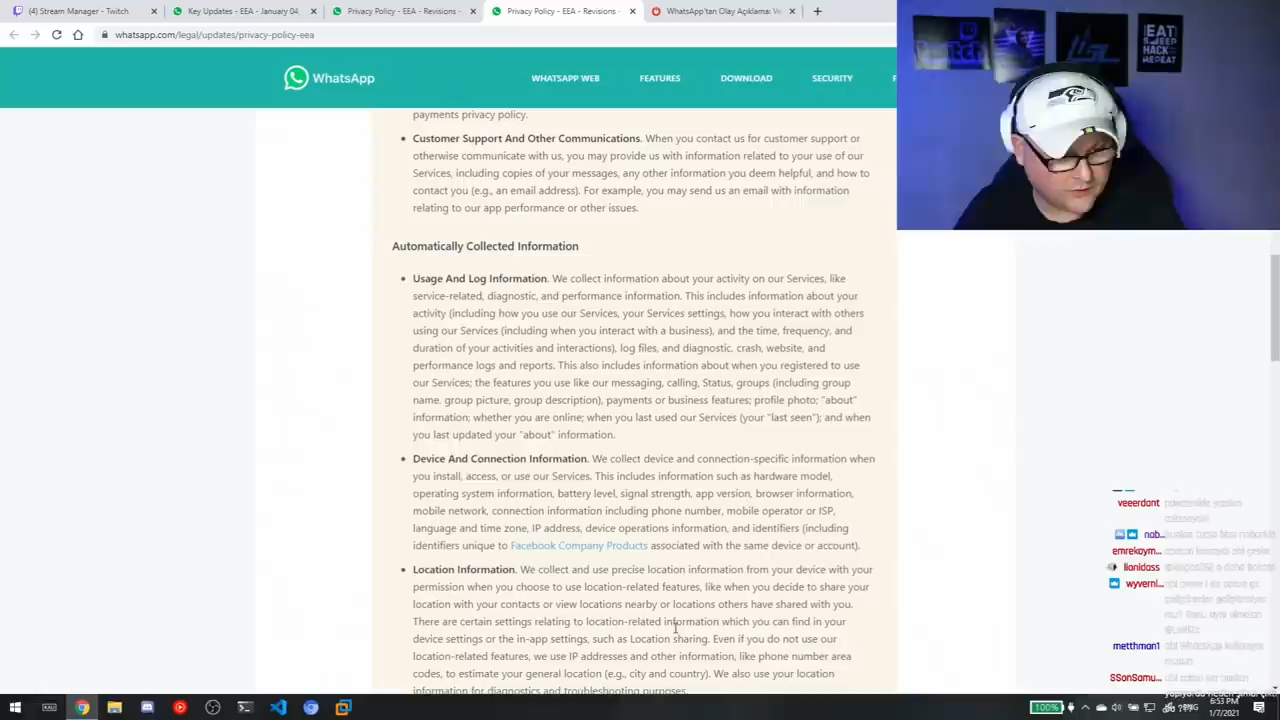 (4) Stream Manager - Twitch
Key Updates - EEA - January 04
Privacy Policy - EEA - Revisions -
Privacy Policy - EEA - Revisions -
WhatsApp'tan Olay Açıklama: Ve
whatsapp.com/legal/updates/privacy-policy-eea
WhatsApp
WHATSAPP WEB FEATURES DOWNLOAD SECURITY
payments privacy policy.
• Customer Support And Other Communications. When you contact us for customer support or
otherwise communicate with us, you may provide us with information related to your use of our
Services, including copies of your messages, any other information you deem helpful, and how to
contact you (e.g., an email address). For example, you may send us an email with information
relating to our app performance or other issues.
Automatically Collected Information
• Usage And Log Information. We collect information about your activity on our Services, like
service-related, diagnostic, and performance information. This includes information about your
activity (including how you use our Services, your Services settings, how you interact with others
using our Services (including when you interact with a business), and the time, frequency, and
duration of your activities and interactions), log files, and diagnostic, crash, website, and
performance logs and reports. This also includes information about when you registered to use
our Services; the features you use like our messaging, calling, Status, groups (including group
name, group picture, group description), payments or business features; profile photo; "about"
information; whether you are online; when you last used our Services (your "last seen"); and when
you last updated your "about" information.
• Device And Connection Information. We collect device and connection-specific information when
you install, access, or use our Services. This includes information such as hardware model,
operating system information, battery level, signal strength, app version, browser information,
mobile network, connection information including phone number, mobile operator or ISP,
language and time zone, IP address, device operations information, and identifiers (including
identifiers unique to Facebook Company Products associated with the same device or account).
• Location Information. We collect and use precise location information from your device with your
permission when you choose to use location-related features, like when you decide to share your
location with your contacts or view locations nearby or locations others have shared with you.
There are certain settings relating to location-related information which you can find in your
device settings or the in-app settings, such as Location sharing. Even if you do not use our
location-related features, we use IP addresses and other information, like phone number area
codes, to estimate your general location (e.g., city and country). We also use your location
information for diagnostics and troubleshooting purposes.
twitch
EAT
SLEEP
HACK
REPEAT
veeerdant
nab...
emrekaym...
lionidass
wyverni...
metthman1
SSonSamu...
100%
ENG
6:53 PM
1/7/2021